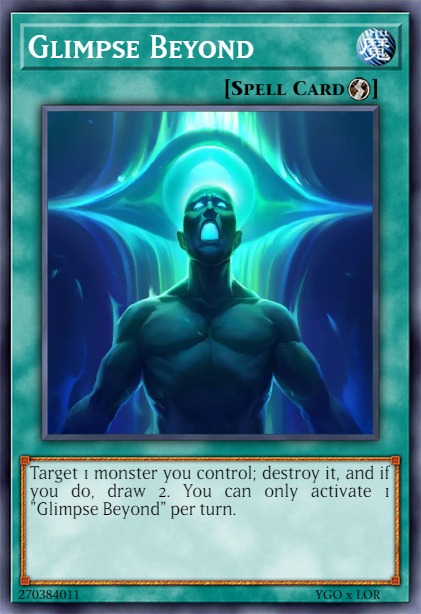 Glimpse Beyond
魔
[Spell Card]
Target 1 monster you control; destroy it, and if
you do, draw 2. You can only activate 1
"Glimpse Beyond" per turn.
270384011
YGO x LOR